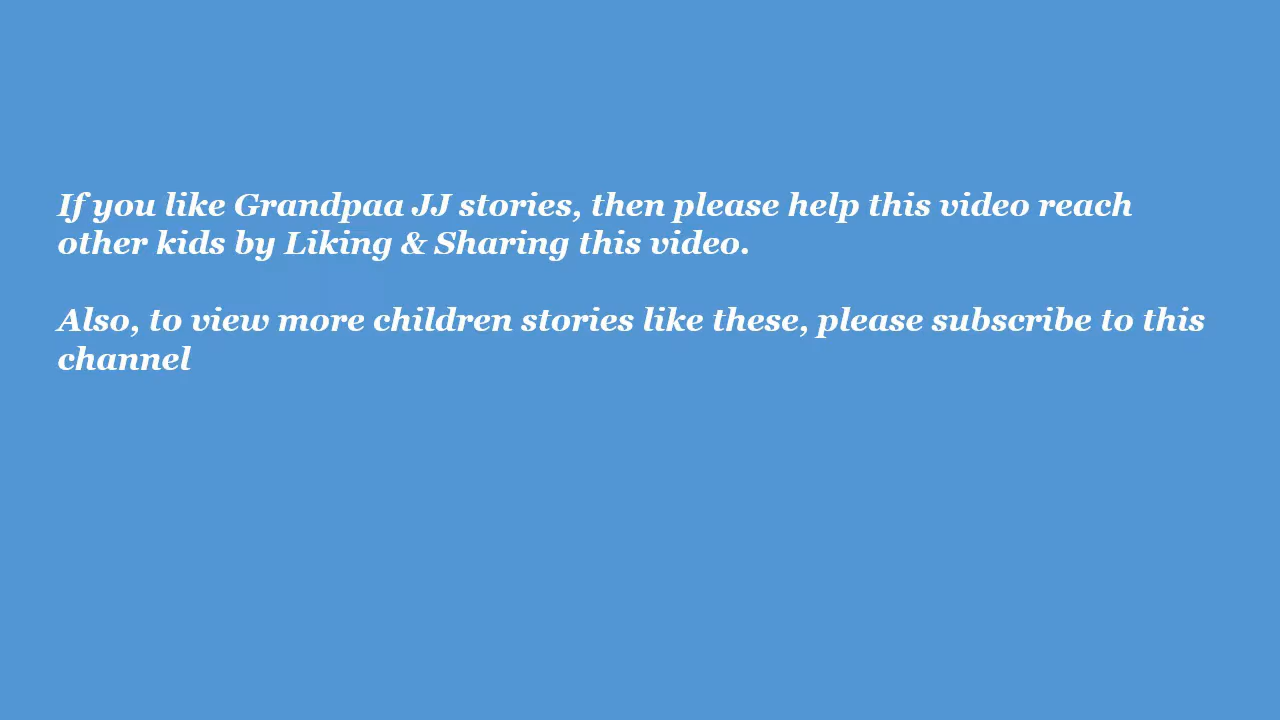 If you like Grandpaa JJ stories, then please help this video reach
other kids by Liking & Sharing this video.
Also, to view more children stories like these, please subscribe to this
channel